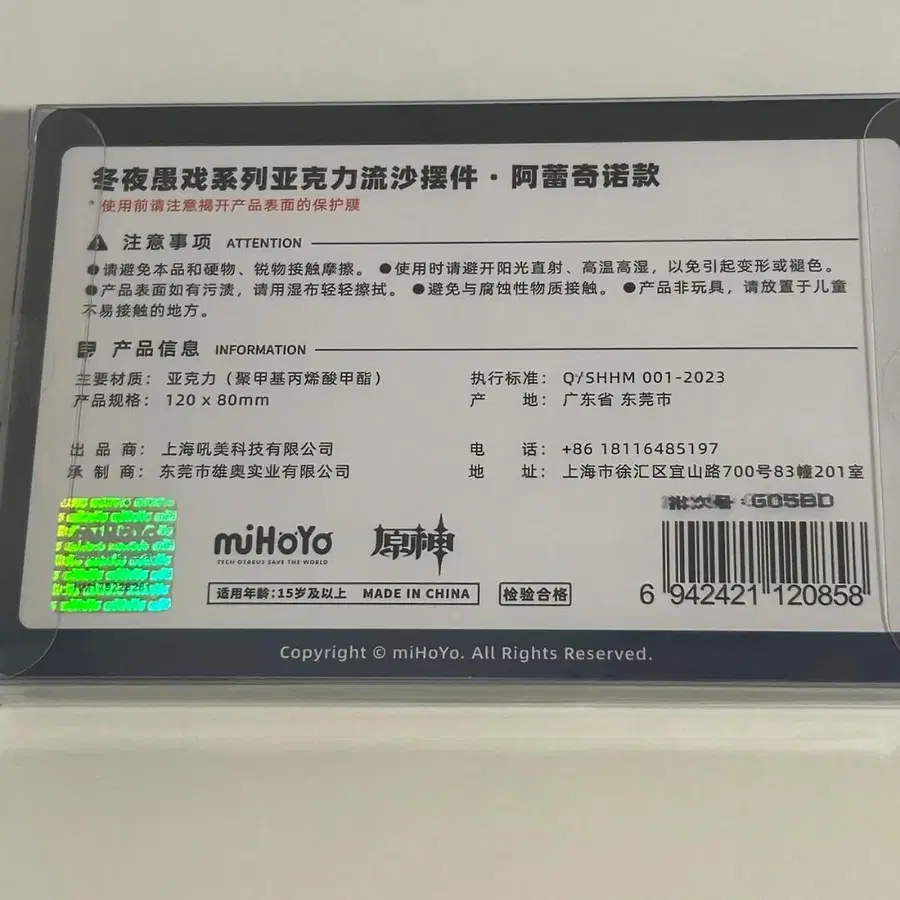 冬夜愚戏系列亚克力流沙摆件·阿蕾奇诺款
*使用前请注意揭开产品表面的保护膜
注意事项 ATTENTION
●请避免本品和硬物、锐物接触摩擦。 ●使用时请避开阳光直射、高温高湿，以免引起变形或褪色。
●产品表面如有污渍，请用湿布轻轻擦拭。 ●避免与腐蚀性物质接触。 ●产品非玩具，请放置于儿童
不易接触的地方。
产品信息 INFORMATION
主要材质： 亚克力（聚甲基丙烯酸甲酯） 执行标准： Q/SHHM 001-2023
产品规格： 120 x 80mm 产 地： 广东省 东莞市
出 品 商： 上海吼美科技有限公司 电 话： +86 18116485197
承 制 商： 东莞市雄奥实业有限公司 地 址： 上海市徐汇区宜山路700号83幢201室
批次号：G05BD
miHoYo
TECH OTAKUS SAVE THE WORLD
原神
适用年龄：15岁及以上 MADE IN CHINA
检验合格
6 942421 120858
Copyright © miHoYo. All Rights Reserved.